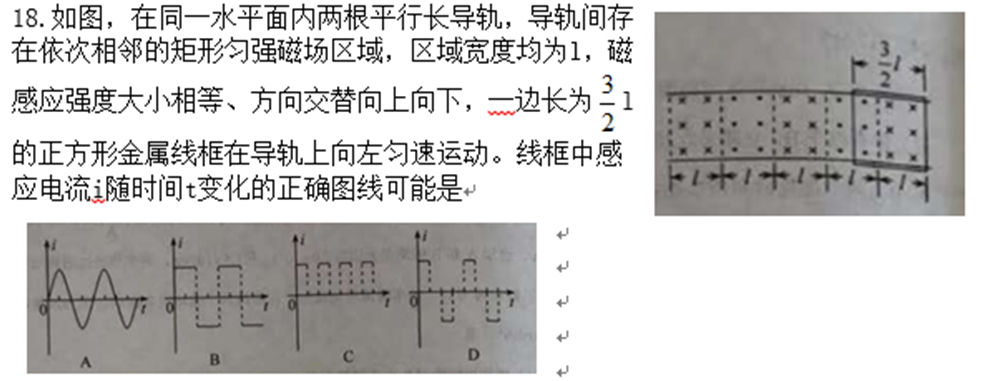 18.如图，在同一水平面内两根平行长导轨，导轨间存
在依次相邻的矩形匀强磁场区域，区域宽度均为l，磁
感应强度大小相等、方向交替向上向下，一边长为3/2 l
的正方形金属线框在导轨上向左匀速运动。线框中感
应电流i随时间t变化的正确图线可能是
3/2 l
l l l l l
i i i i
0 t 0 t 0 t 0 t
A B C D